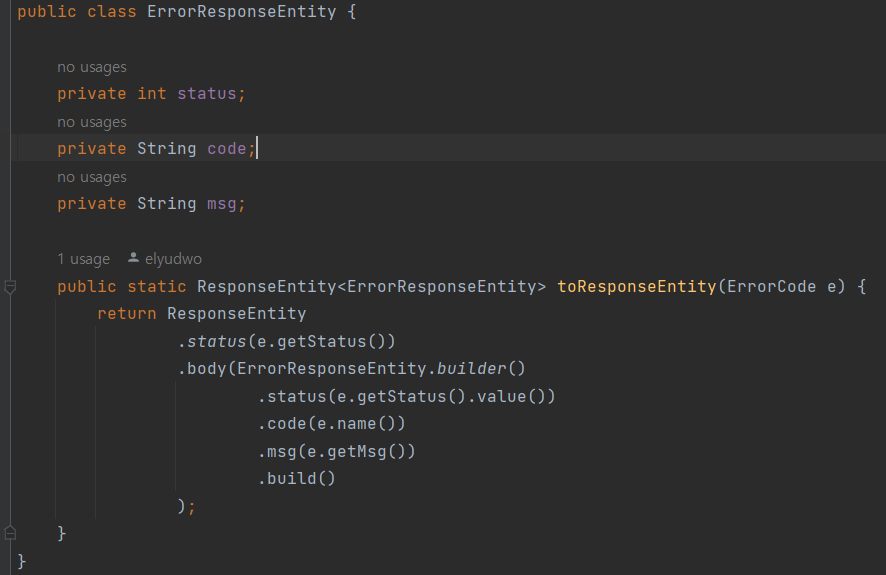 public class ErrorResponseEntity {
no usages
private int status;
no usages
private String code;
no usages
private String msg;
1 usage elyudwo
public static ResponseEntity<ErrorResponseEntity> toResponseEntity(ErrorCode e) {
return ResponseEntity
.status(e.getStatus())
.body(ErrorResponseEntity.builder()
.status(e.getStatus().value())
.code(e.name())
.msg(e.getMsg())
.build()
);
}
}